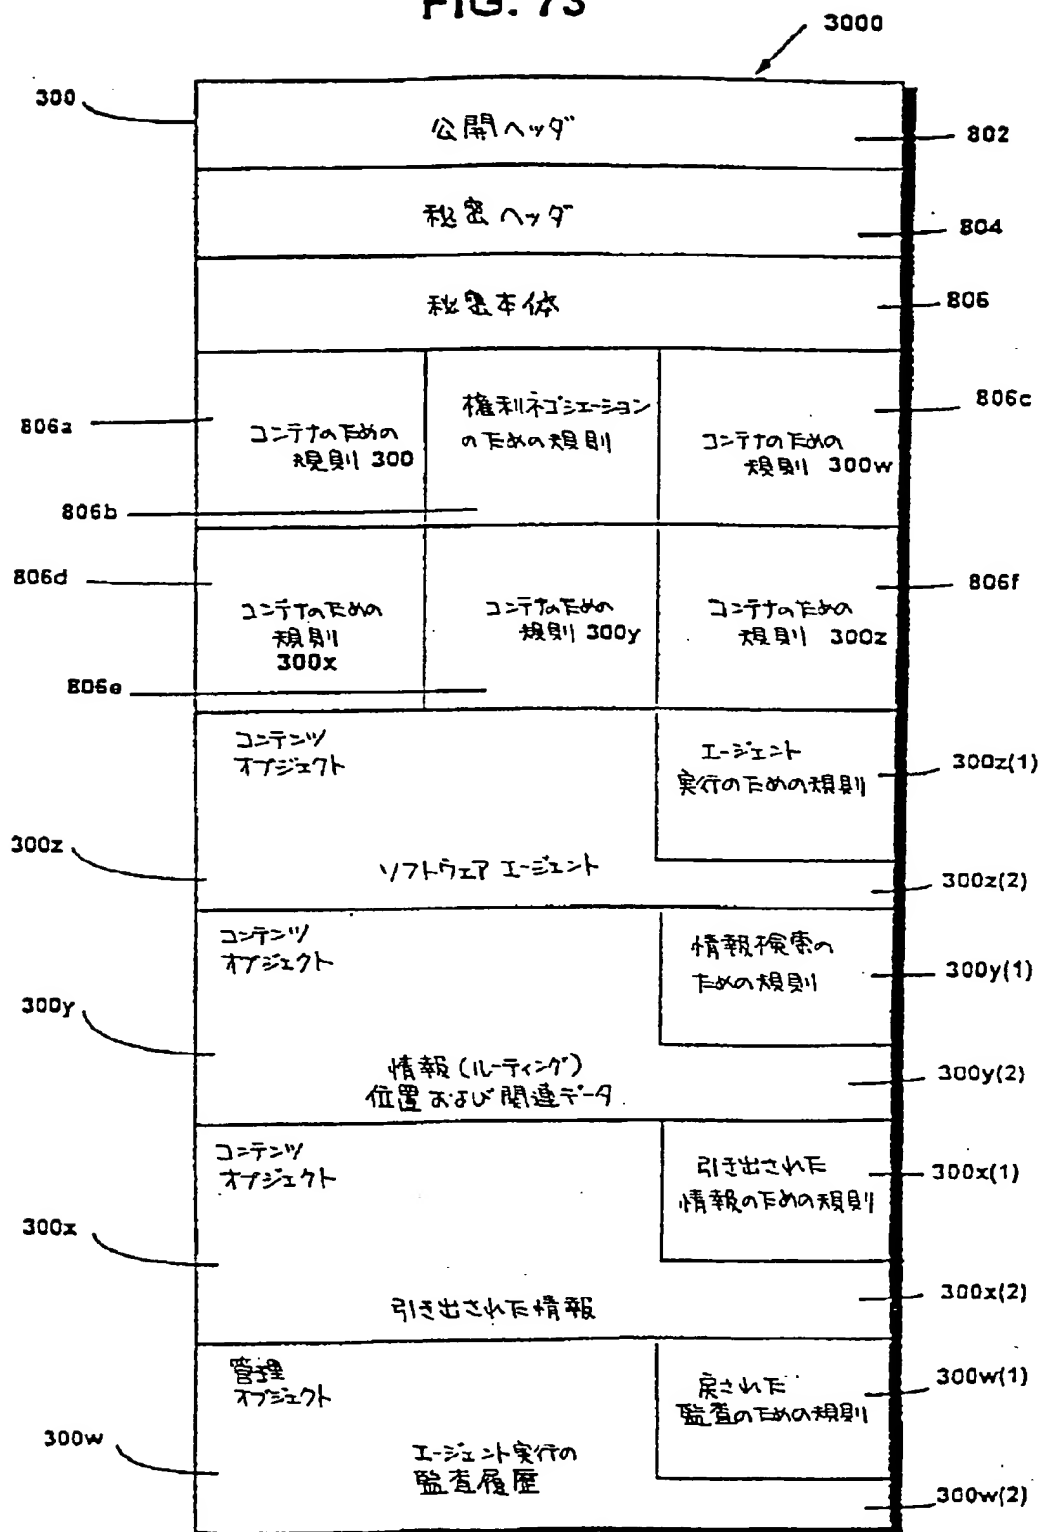 FIG. 73
3000
300
公開ヘッダ
802
秘密ヘッダ
804
秘密本体
806
806a
コンテナのための
規則 300
権利ネゴシエーション
のための規則
806c
コンテナのための
規則 300w
806b
806d
コンテナのための
規則
300x
コンテナのための
規則 300y
806f
コンテナのための
規則 300z
806e
コンテンツ
オブジェクト
エージェント
実行のための規則
300z(1)
300z
ソフトウェア エージェント
300z(2)
コンテンツ
オブジェクト
情報検索の
ための規則
300y(1)
300y
情報(ルーティング)
位置および関連データ
300y(2)
コンテンツ
オブジェクト
引き出された
情報のための規則
300x(1)
300x
引き出された情報
300x(2)
管理
オブジェクト
戻された
監査のための規則
300w(1)
300w
エージェント実行の
監査履歴
300w(2)